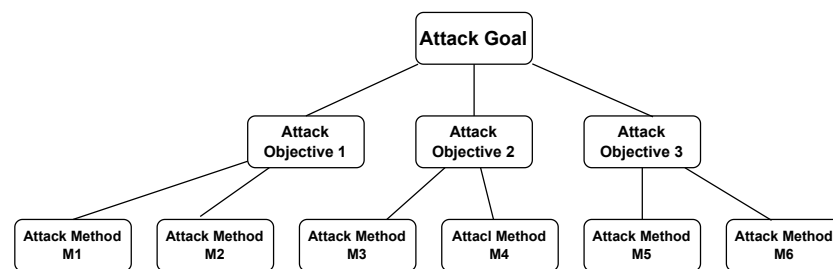 Attack Goal
Attack
Objective 1
Attack
Objective 2
Attack
Objective 3
Attack Method
M1
Attack Method
M2
Attack Method
M3
Attacl Method
M4
Attack Method
M5
Attack Method
M6